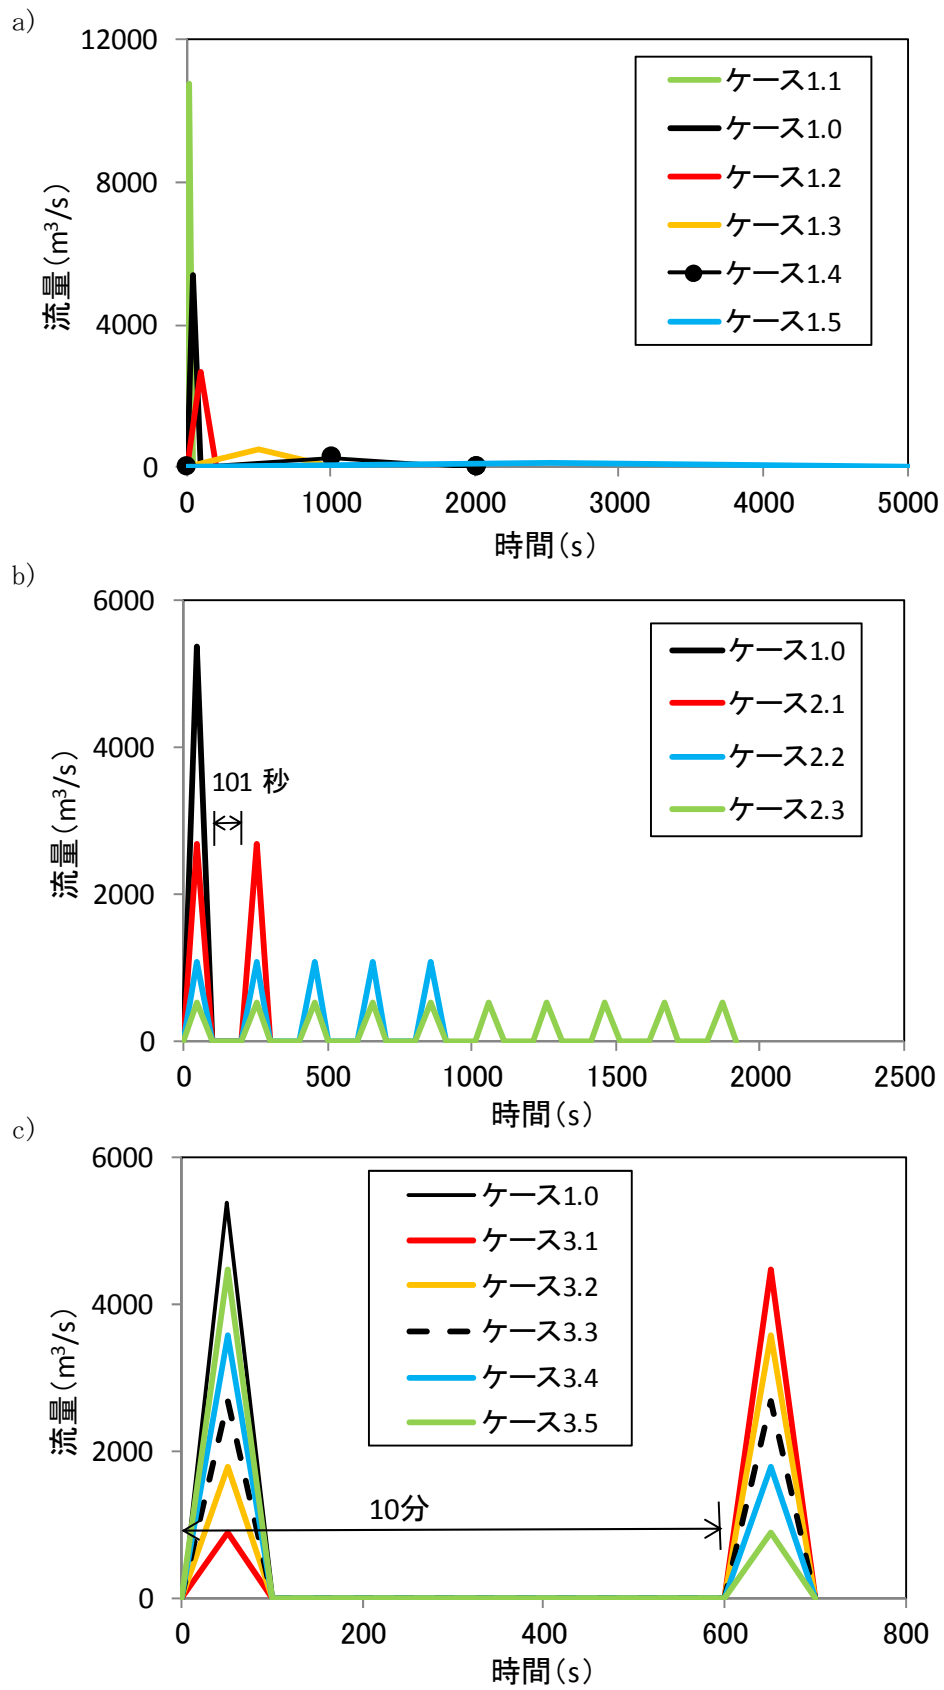 a)
12000
8000
4000
0
流量(m³/s)
ケース1.1
ケース1.0
ケース1.2
ケース1.3
ケース1.4
ケース1.5
0 1000 2000 3000 4000 5000
時間(s)
b)
6000
4000
2000
0
流量(m³/s)
ケース1.0
ケース2.1
ケース2.2
ケース2.3
101 秒
0 500 1000 1500 2000 2500
時間(s)
c)
6000
4000
2000
0
流量(m³/s)
ケース1.0
ケース3.1
ケース3.2
ケース3.3
ケース3.4
ケース3.5
10分
0 200 400 600 800
時間(s)